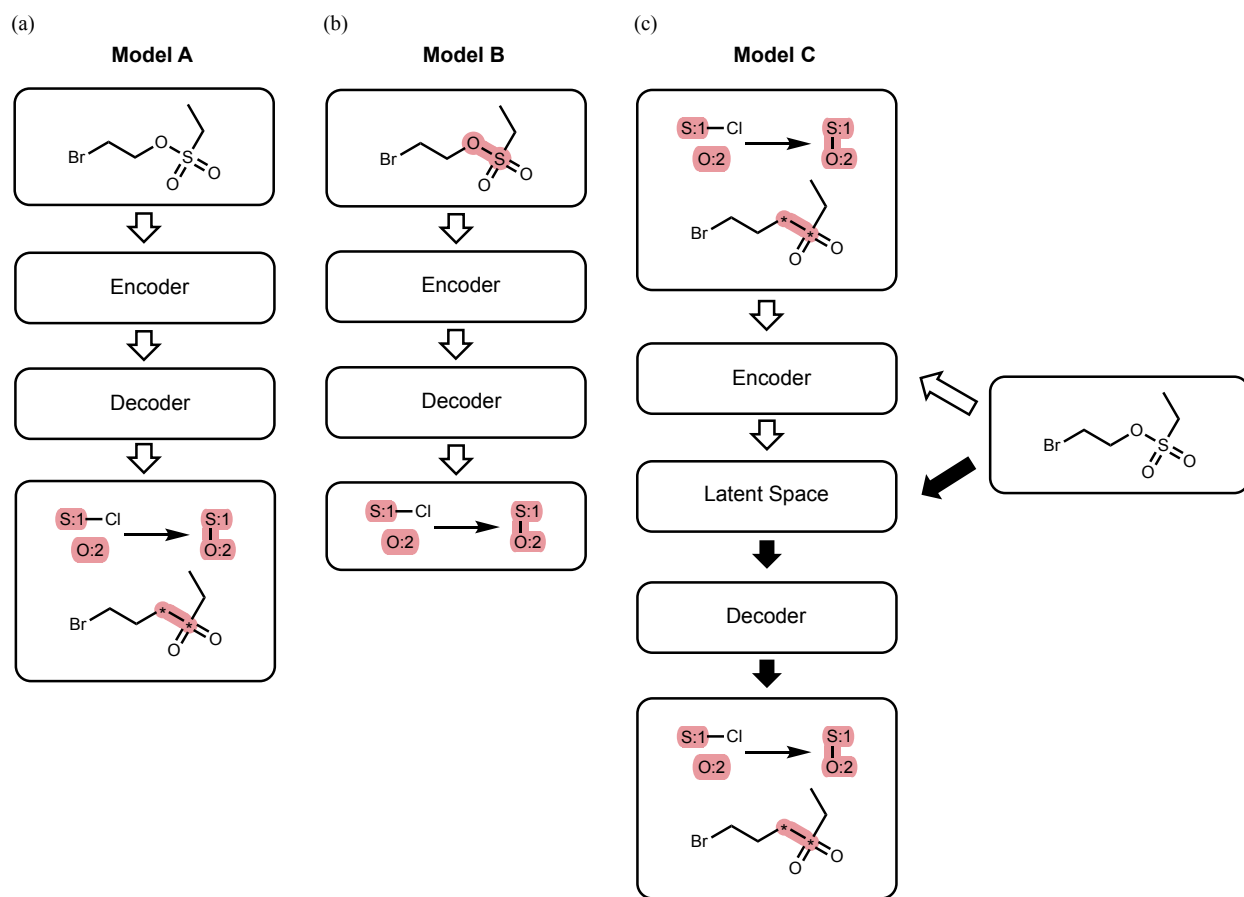 (a)
Model A
Br
O
S
O
O
Encoder
Decoder
S:1 Cl
O:2
S:1
O:2
Br
*
*
O
O
(b)
Model B
Br
O
S
O
O
Encoder
Decoder
S:1 Cl
O:2
S:1
O:2
(c)
Model C
S:1 Cl
O:2
S:1
O:2
Br
*
*
O
O
Encoder
Latent Space
Decoder
S:1 Cl
O:2
S:1
O:2
Br
*
*
O
O
Br
O
S
O
O